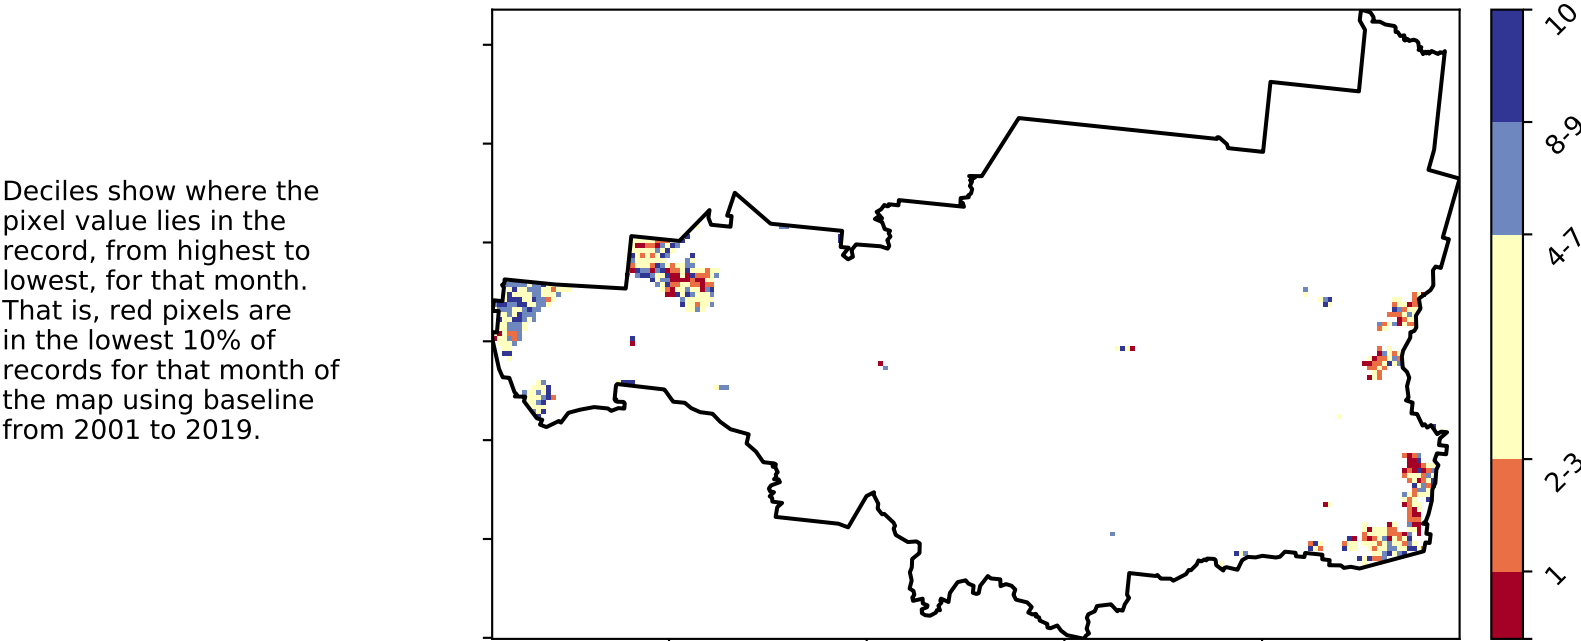 Deciles show where the
pixel value lies in the
record, from highest to
lowest, for that month.
That is, red pixels are
in the lowest 10% of
records for that month of
the map using baseline
from 2001 to 2019.
10
8-9
4-7
2-3
1